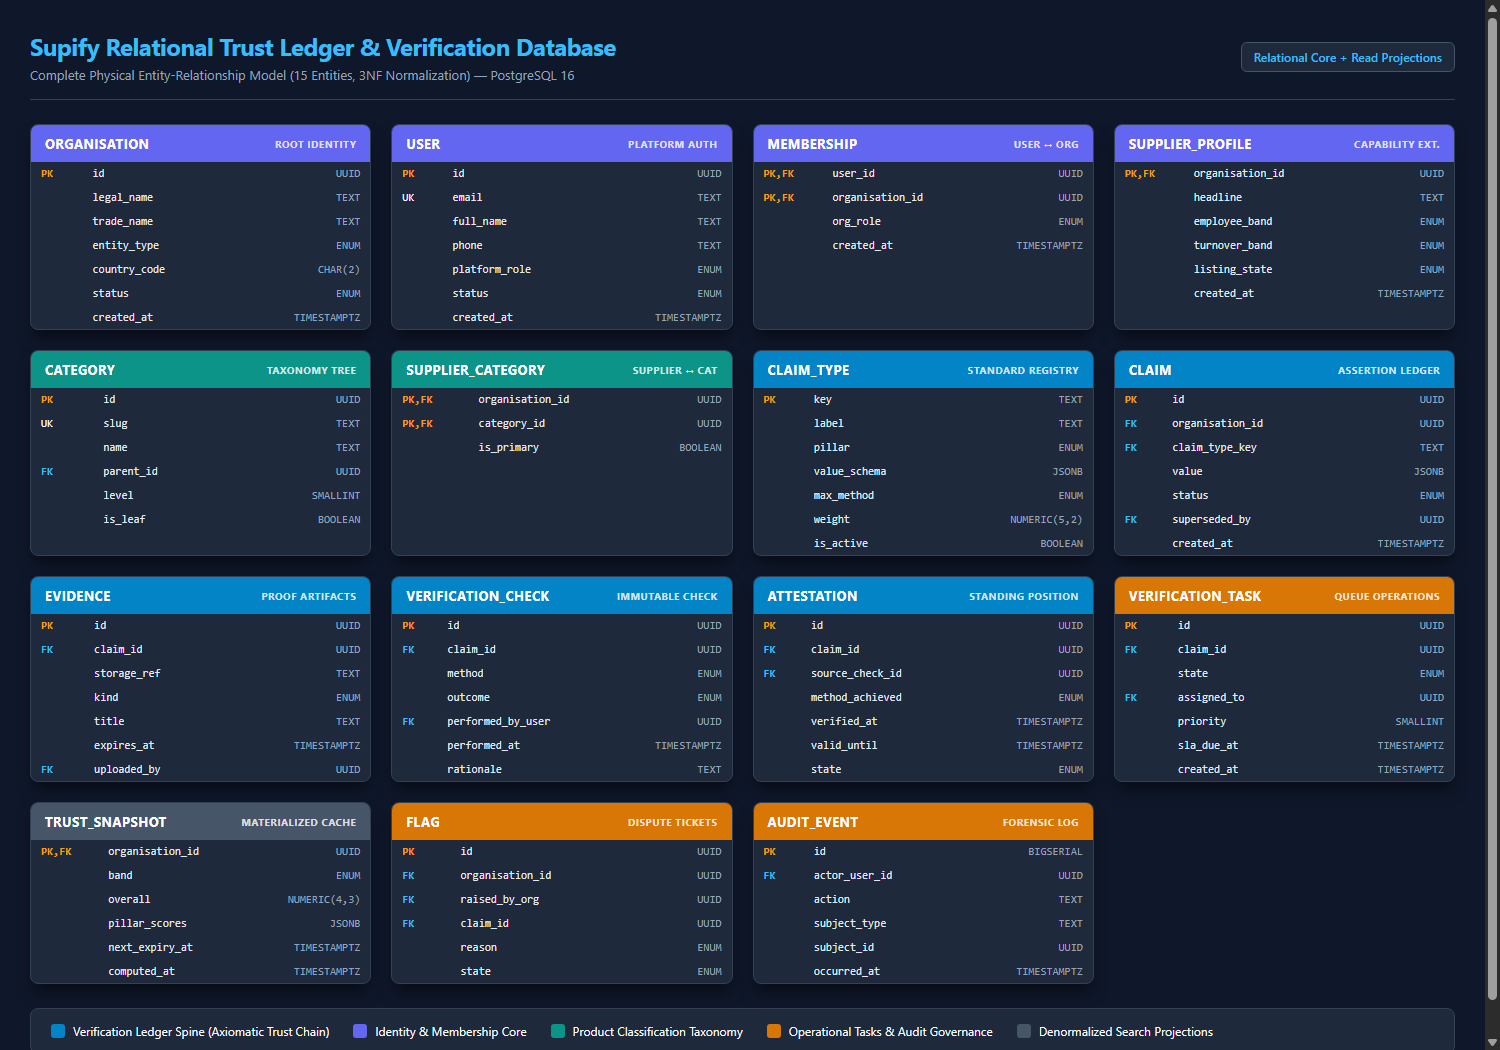 Supify Relational Trust Ledger & Verification Database
Complete Physical Entity-Relationship Model (15 Entities, 3NF Normalization) — PostgreSQL 16
Relational Core + Read Projections
ORGANISATION ROOT IDENTITY
PK id UUID
legal_name TEXT
trade_name TEXT
entity_type ENUM
country_code CHAR(2)
status ENUM
created_at TIMESTAMPTZ
USER PLATFORM AUTH
PK id UUID
UK email TEXT
full_name TEXT
phone TEXT
platform_role ENUM
status ENUM
created_at TIMESTAMPTZ
MEMBERSHIP USER ↔ ORG
PK,FK user_id UUID
PK,FK organisation_id UUID
org_role ENUM
created_at TIMESTAMPTZ
SUPPLIER_PROFILE CAPABILITY EXT.
PK,FK organisation_id UUID
headline TEXT
employee_band ENUM
turnover_band ENUM
listing_state ENUM
created_at TIMESTAMPTZ
CATEGORY TAXONOMY TREE
PK id UUID
UK slug TEXT
name TEXT
FK parent_id UUID
level SMALLINT
is_leaf BOOLEAN
SUPPLIER_CATEGORY SUPPLIER ↔ CAT
PK,FK organisation_id UUID
PK,FK category_id UUID
is_primary BOOLEAN
CLAIM_TYPE STANDARD REGISTRY
PK key TEXT
label TEXT
pillar ENUM
value_schema JSONB
max_method ENUM
weight NUMERIC(5,2)
is_active BOOLEAN
CLAIM ASSERTION LEDGER
PK id UUID
FK organisation_id UUID
FK claim_type_key TEXT
value JSONB
status ENUM
FK superseded_by UUID
created_at TIMESTAMPTZ
EVIDENCE PROOF ARTIFACTS
PK id UUID
FK claim_id UUID
storage_ref TEXT
kind ENUM
title TEXT
expires_at TIMESTAMPTZ
FK uploaded_by UUID
VERIFICATION_CHECK IMMUTABLE CHECK
PK id UUID
FK claim_id UUID
method ENUM
outcome ENUM
FK performed_by_user UUID
performed_at TIMESTAMPTZ
rationale TEXT
ATTESTATION STANDING POSITION
PK id UUID
FK claim_id UUID
FK source_check_id UUID
method_achieved ENUM
verified_at TIMESTAMPTZ
valid_until TIMESTAMPTZ
state ENUM
VERIFICATION_TASK QUEUE OPERATIONS
PK id UUID
FK claim_id UUID
state ENUM
FK assigned_to UUID
priority SMALLINT
sla_due_at TIMESTAMPTZ
created_at TIMESTAMPTZ
TRUST_SNAPSHOT MATERIALIZED CACHE
PK,FK organisation_id UUID
band ENUM
overall NUMERIC(4,3)
pillar_scores JSONB
next_expiry_at TIMESTAMPTZ
computed_at TIMESTAMPTZ
FLAG DISPUTE TICKETS
PK id UUID
FK organisation_id UUID
FK raised_by_org UUID
FK claim_id UUID
reason ENUM
state ENUM
AUDIT_EVENT FORENSIC LOG
PK id BIGSERIAL
FK actor_user_id UUID
action TEXT
subject_type TEXT
subject_id UUID
occurred_at TIMESTAMPTZ
Verification Ledger Spine (Axiomatic Trust Chain) Identity & Membership Core Product Classification Taxonomy Operational Tasks & Audit Governance Denormalized Search Projections